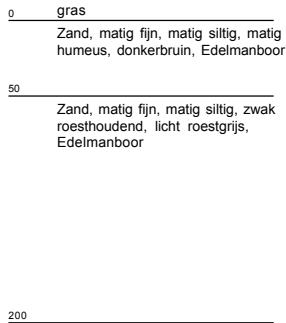 0 gras
Zand, matig fijn, matig siltig, matig
humeus, donkerbruin, Edelmanboor
50
Zand, matig fijn, matig siltig, zwak
roesthoudend, licht roestgrijs,
Edelmanboor
200